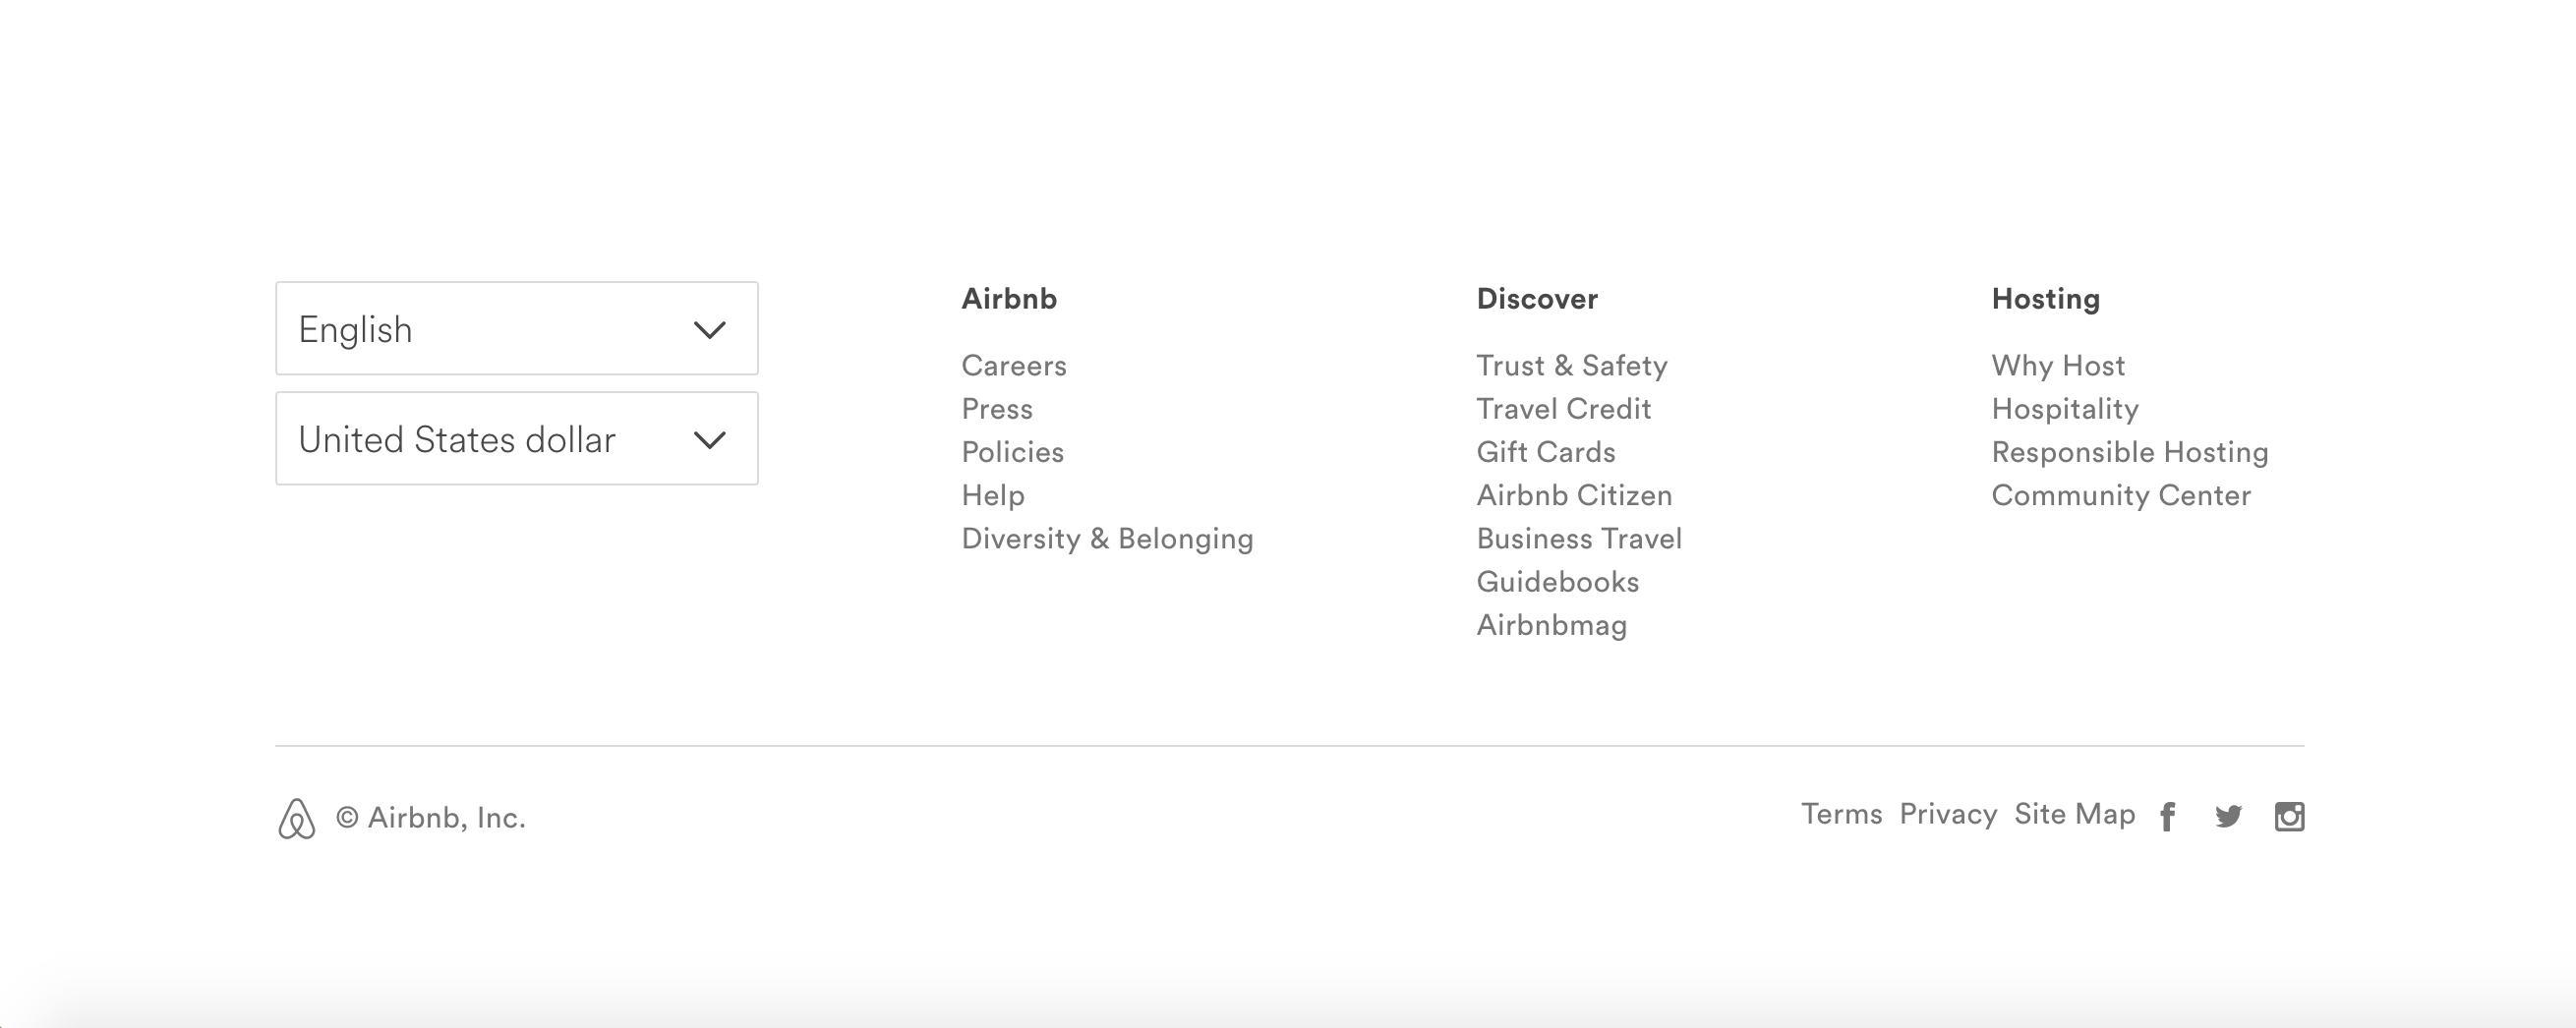 English
United States dollar
Airbnb
Careers
Press
Policies
Help
Diversity & Belonging
Discover
Trust & Safety
Travel Credit
Gift Cards
Airbnb Citizen
Business Travel
Guidebooks
Airbnbmag
Hosting
Why Host
Hospitality
Responsible Hosting
Community Center
© Airbnb, Inc.
Terms Privacy Site Map